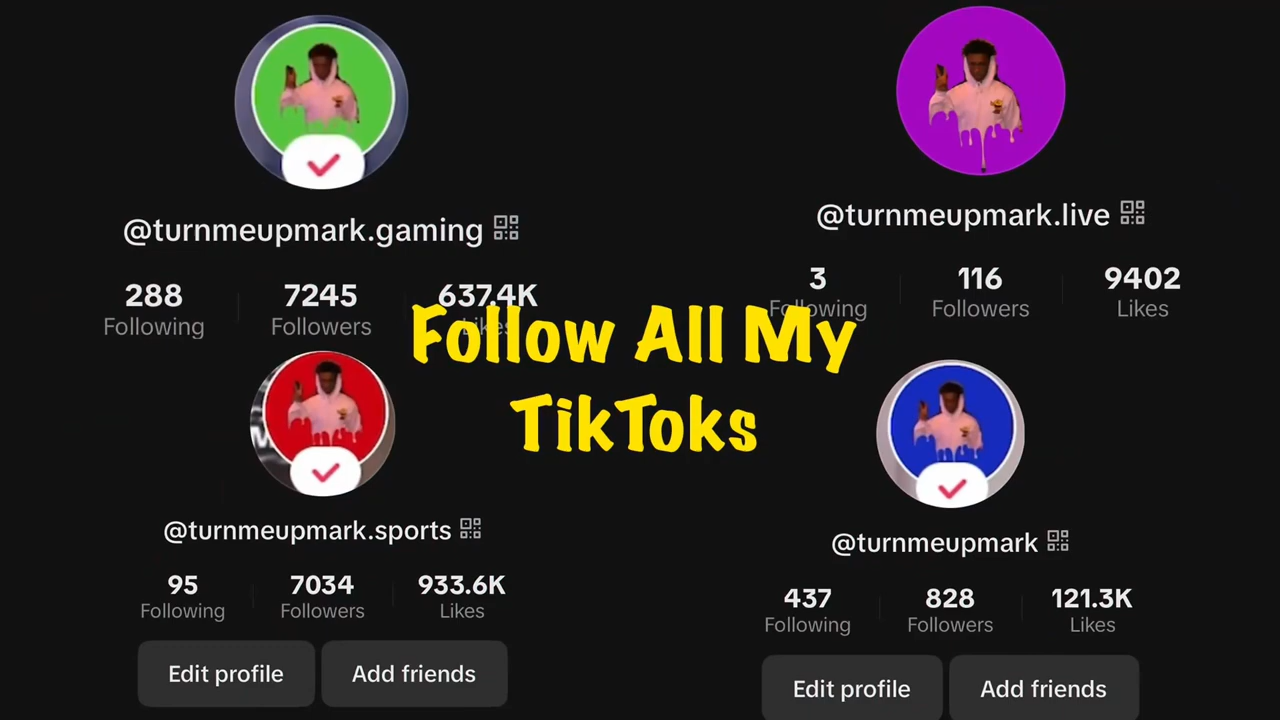 @turnmeupmark.gaming
288 7245 637.4K
Following Followers Likes
@turnmeupmark.live
3 116 9402
Following Followers Likes
Follow All My
TikToks
@turnmeupmark.sports
95 7034 933.6K
Following Followers Likes
Edit profile Add friends
@turnmeupmark
437 828 121.3K
Following Followers Likes
Edit profile Add friends